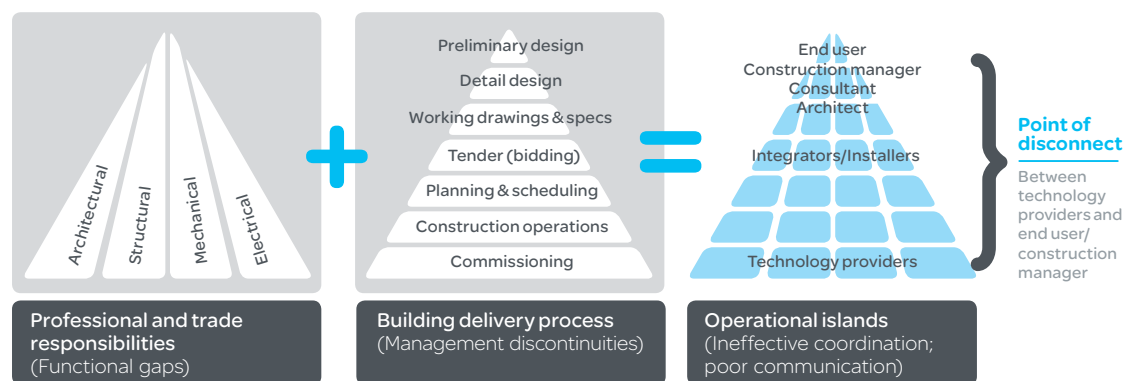 Architectural
Structural
Mechanical
Electrical
Professional and trade
responsibilities
(Functional gaps)
+
Preliminary design
Detail design
Working drawings & specs
Tender (bidding)
Planning & scheduling
Construction operations
Commissioning
Building delivery process
(Management discontinuities)
=
End user
Construction manager
Consultant
Architect
Integrators/Installers
Technology providers
Operational islands
(Ineffective coordination;
poor communication)
}
Point of
disconnect
Between
technology
providers and
end user/
construction
manager